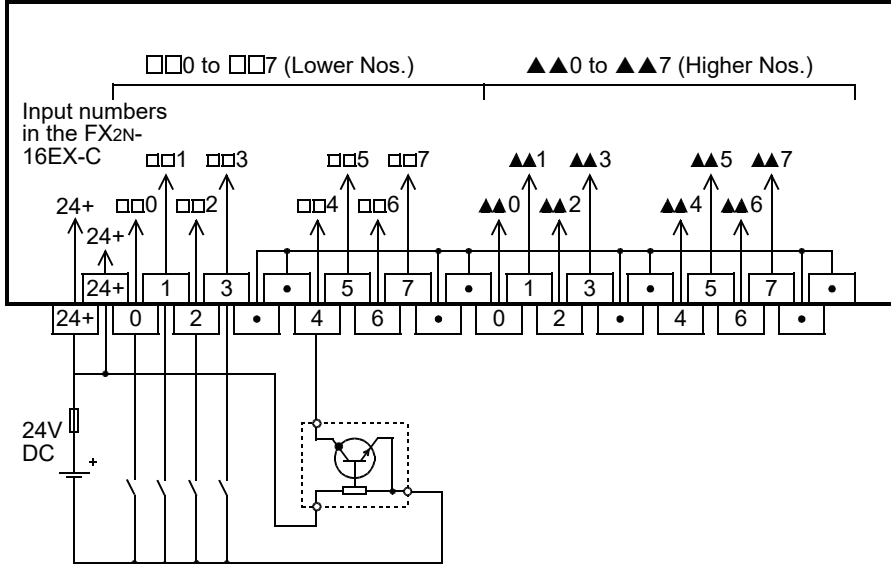 □□0 to □□7 (Lower Nos.) ▲▲0 to ▲▲7 (Higher Nos.)
Input numbers
in the FX2N-
16EX-C
□□1 □□3 □□5 □□7 ▲▲1 ▲▲3 ▲▲5 ▲▲7
24+ □□0 □□2 □□4 □□6 ▲▲0 ▲▲2 ▲▲4 ▲▲6
24+
24+ 1 3 • 5 7 • 1 3 • 5 7 •
24+ 0 2 • 4 6 • 0 2 • 4 6 •
24V
DC
+